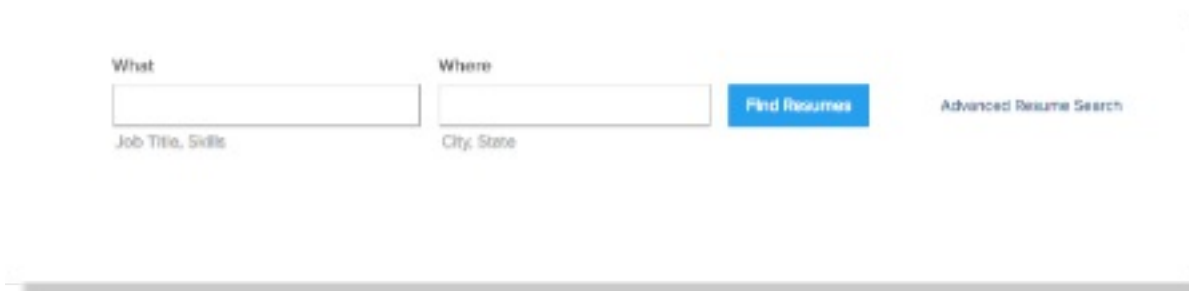 What
Where
Find Resumes
Advanced Resume Search
Job Title, Skills
City, State